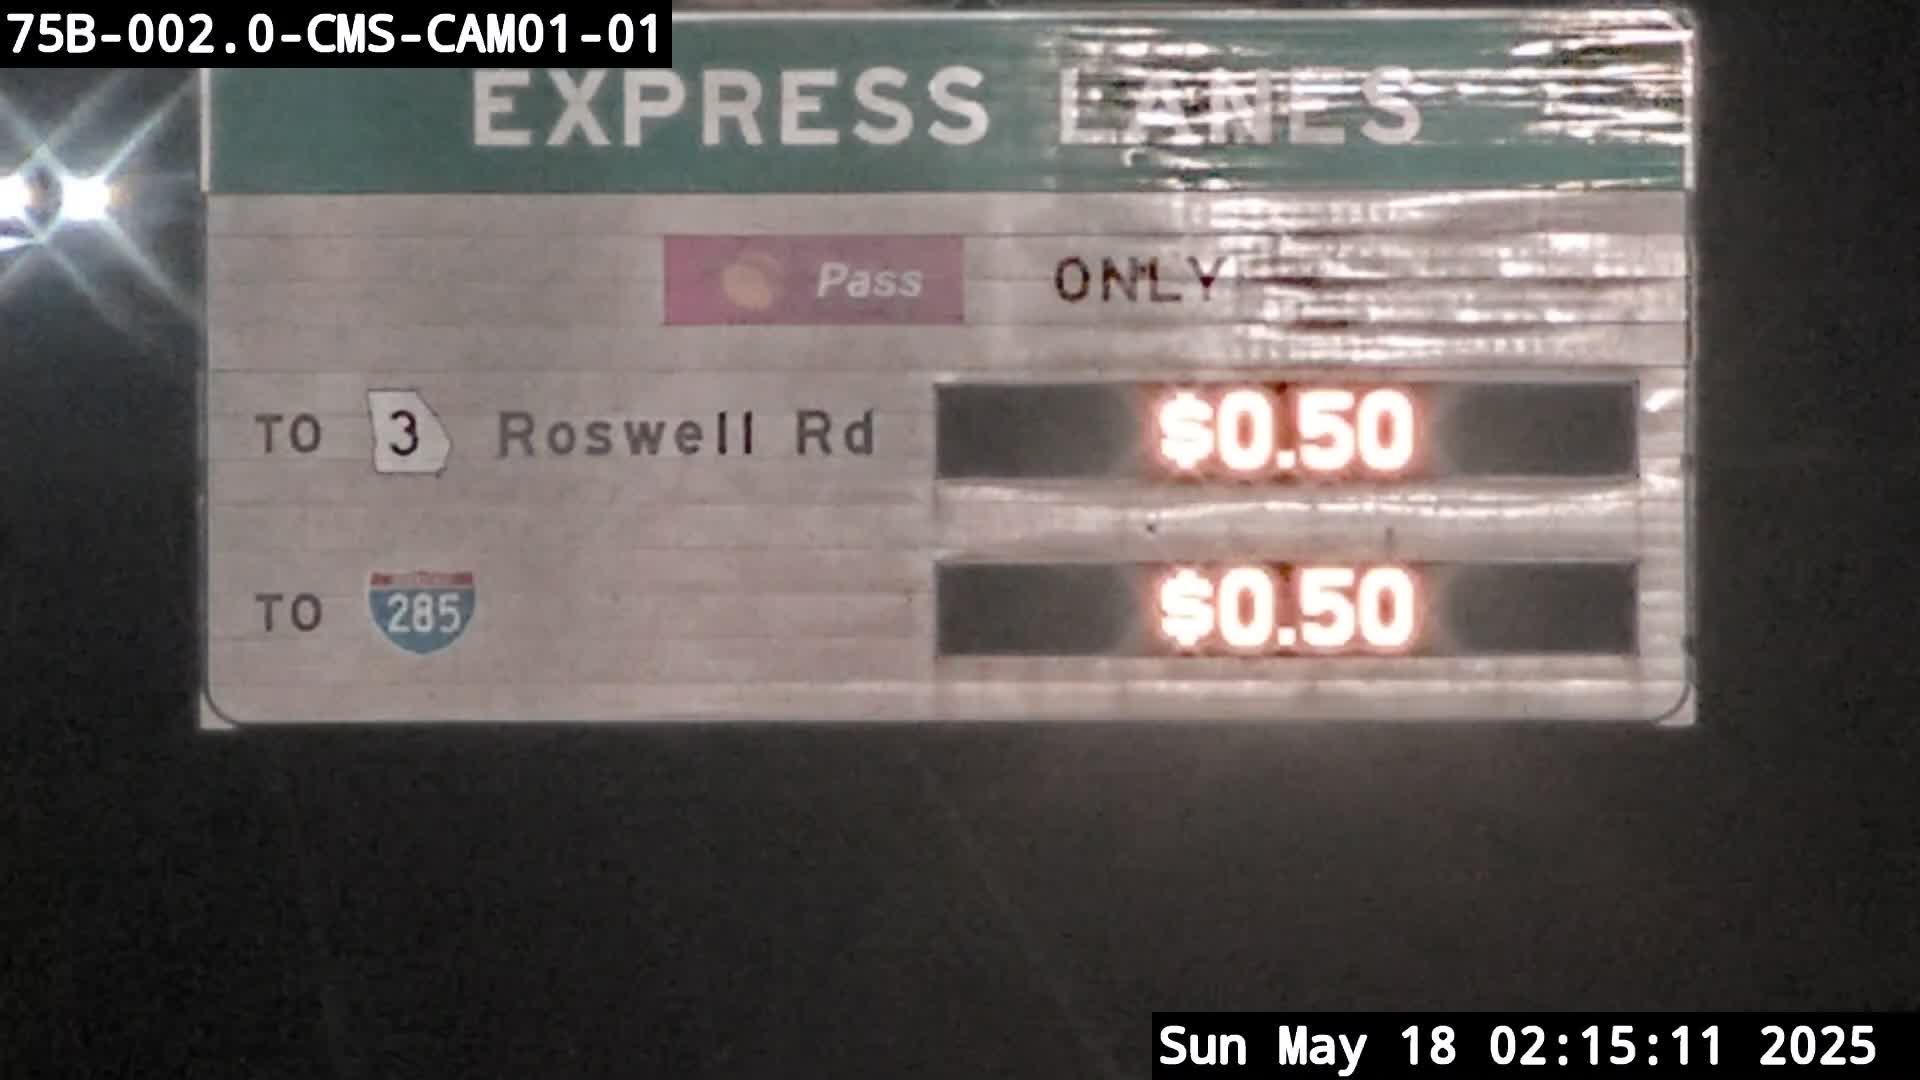 75B-002.0-CMS-CAM01-01
EXPRESS LANES
Pass ONLY
TO 3 Roswell Rd $0.50
TO 285 $0.50
Sun May 18 02:15:11 2025